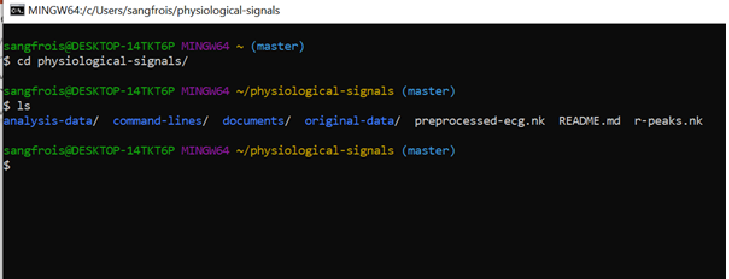 MINGW64:/c/Users/sangfrois/physiological-signals
sangfrois@DESKTOP-14TKT6P MINGW64 ~ (master)
$ cd physiological-signals/
sangfrois@DESKTOP-14TKT6P MINGW64 ~/physiological-signals (master)
$ ls
analysis-data/ command-lines/ documents/ original-data/ preprocessed-ecg.nk README.md r-peaks.nk
sangfrois@DESKTOP-14TKT6P MINGW64 ~/physiological-signals (master)
$